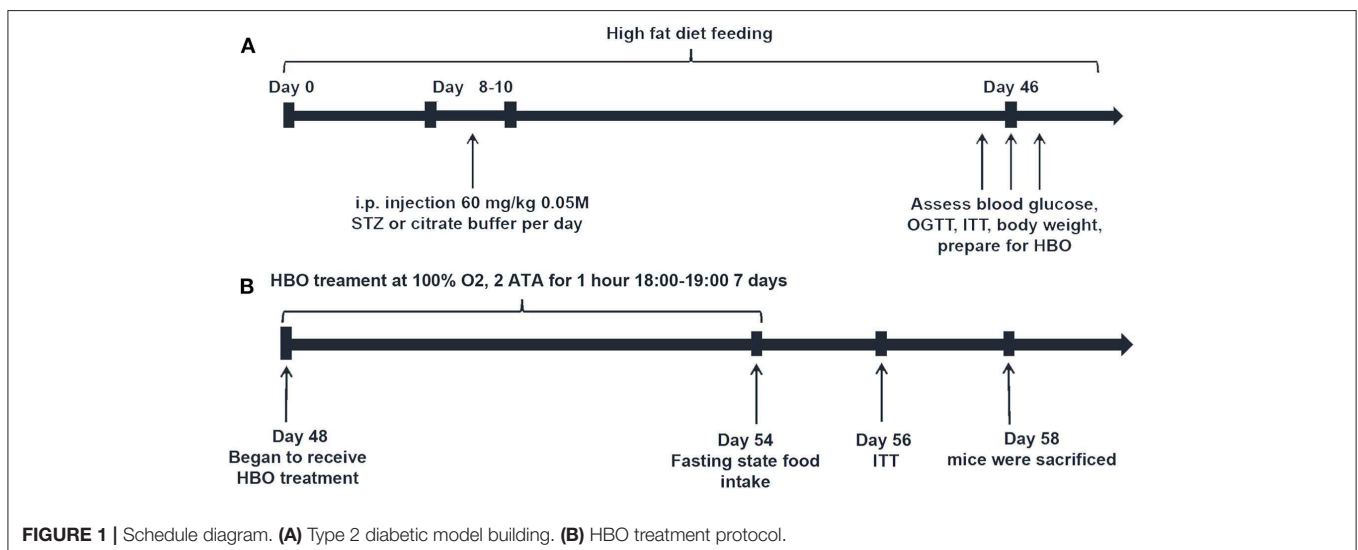 A
High fat diet feeding
Day 0
Day 8-10
Day 46
i.p. injection 60 mg/kg 0.05M
STZ or citrate buffer per day
Assess blood glucose,
OGTT, ITT, body weight,
prepare for HBO
B
HBO treament at 100% O2, 2 ATA for 1 hour 18:00-19:00 7 days
Day 48
Began to receive
HBO treatment
Day 54
Fasting state food
intake
Day 56
ITT
Day 58
mice were sacrificed
FIGURE 1 | Schedule diagram. (A) Type 2 diabetic model building. (B) HBO treatment protocol.